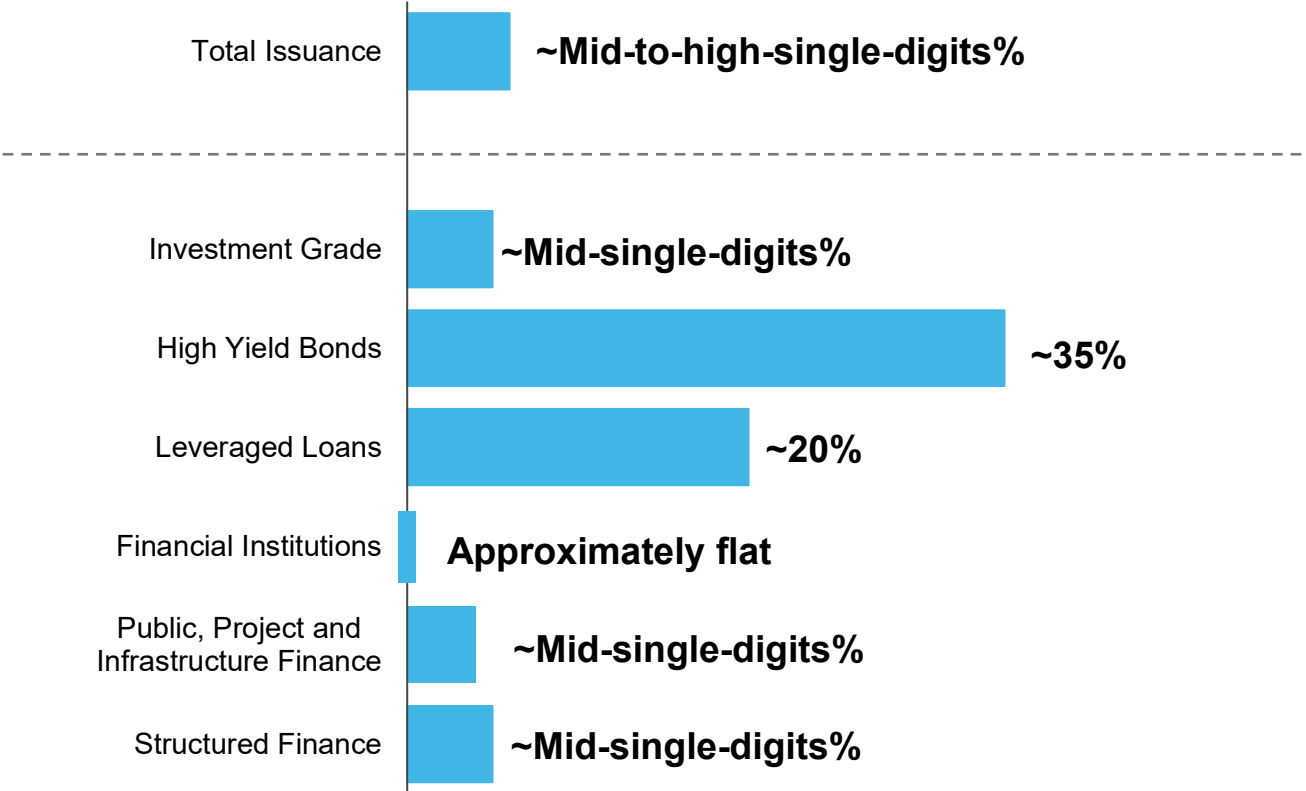 Total Issuance
~Mid-to-high-single-digits%
Investment Grade
~Mid-single-digits%
High Yield Bonds
~35%
Leveraged Loans
~20%
Financial Institutions
Approximately flat
Public, Project and
Infrastructure Finance
~Mid-single-digits%
Structured Finance
~Mid-single-digits%